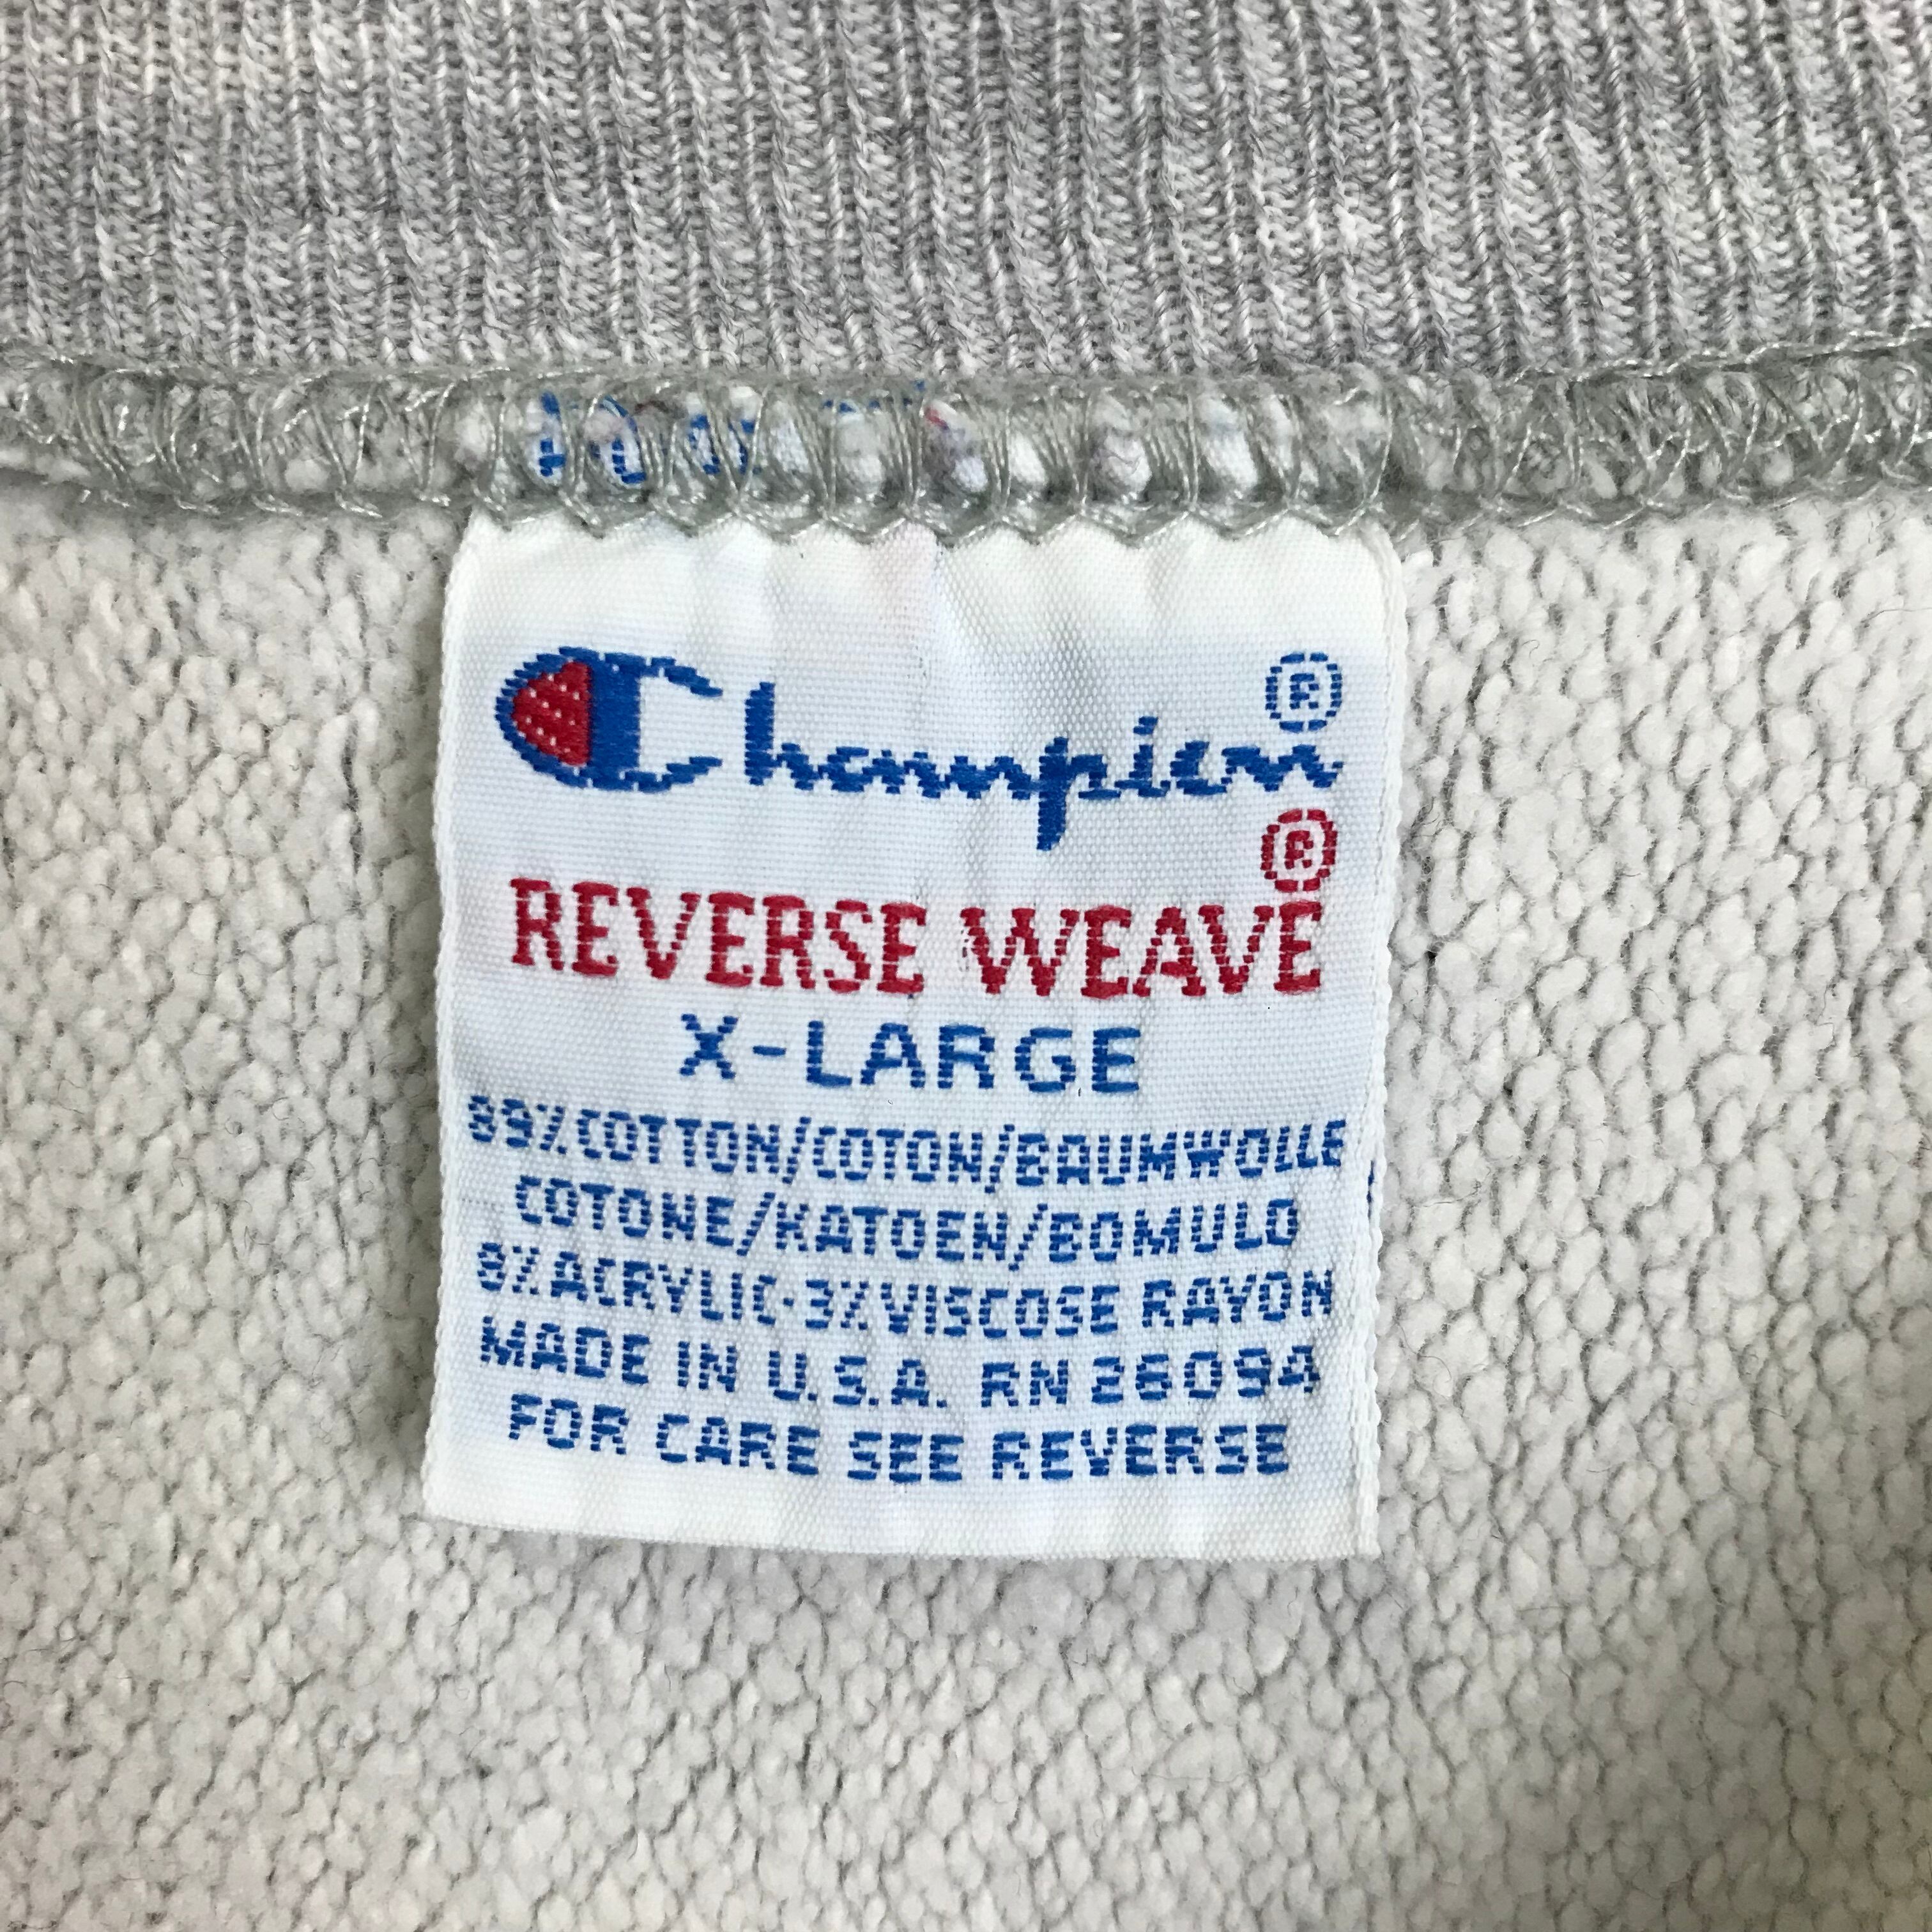 Champion®
REVERSE WEAVE®
X-LARGE
89%COTTON/COTON/BAUMWOLLE
COTONE/KATOEN/BOMULD
8%ACRYLIC·3%VISCOSE RAYON
MADE IN U.S.A. RN 26094
FOR CARE SEE REVERSE